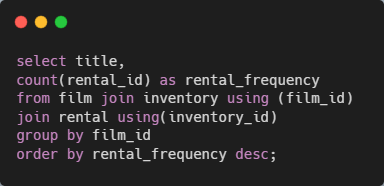 select title,
count(rental_id) as rental_frequency
from film join inventory using (film_id)
join rental using(inventory_id)
group by film_id
order by rental_frequency desc;